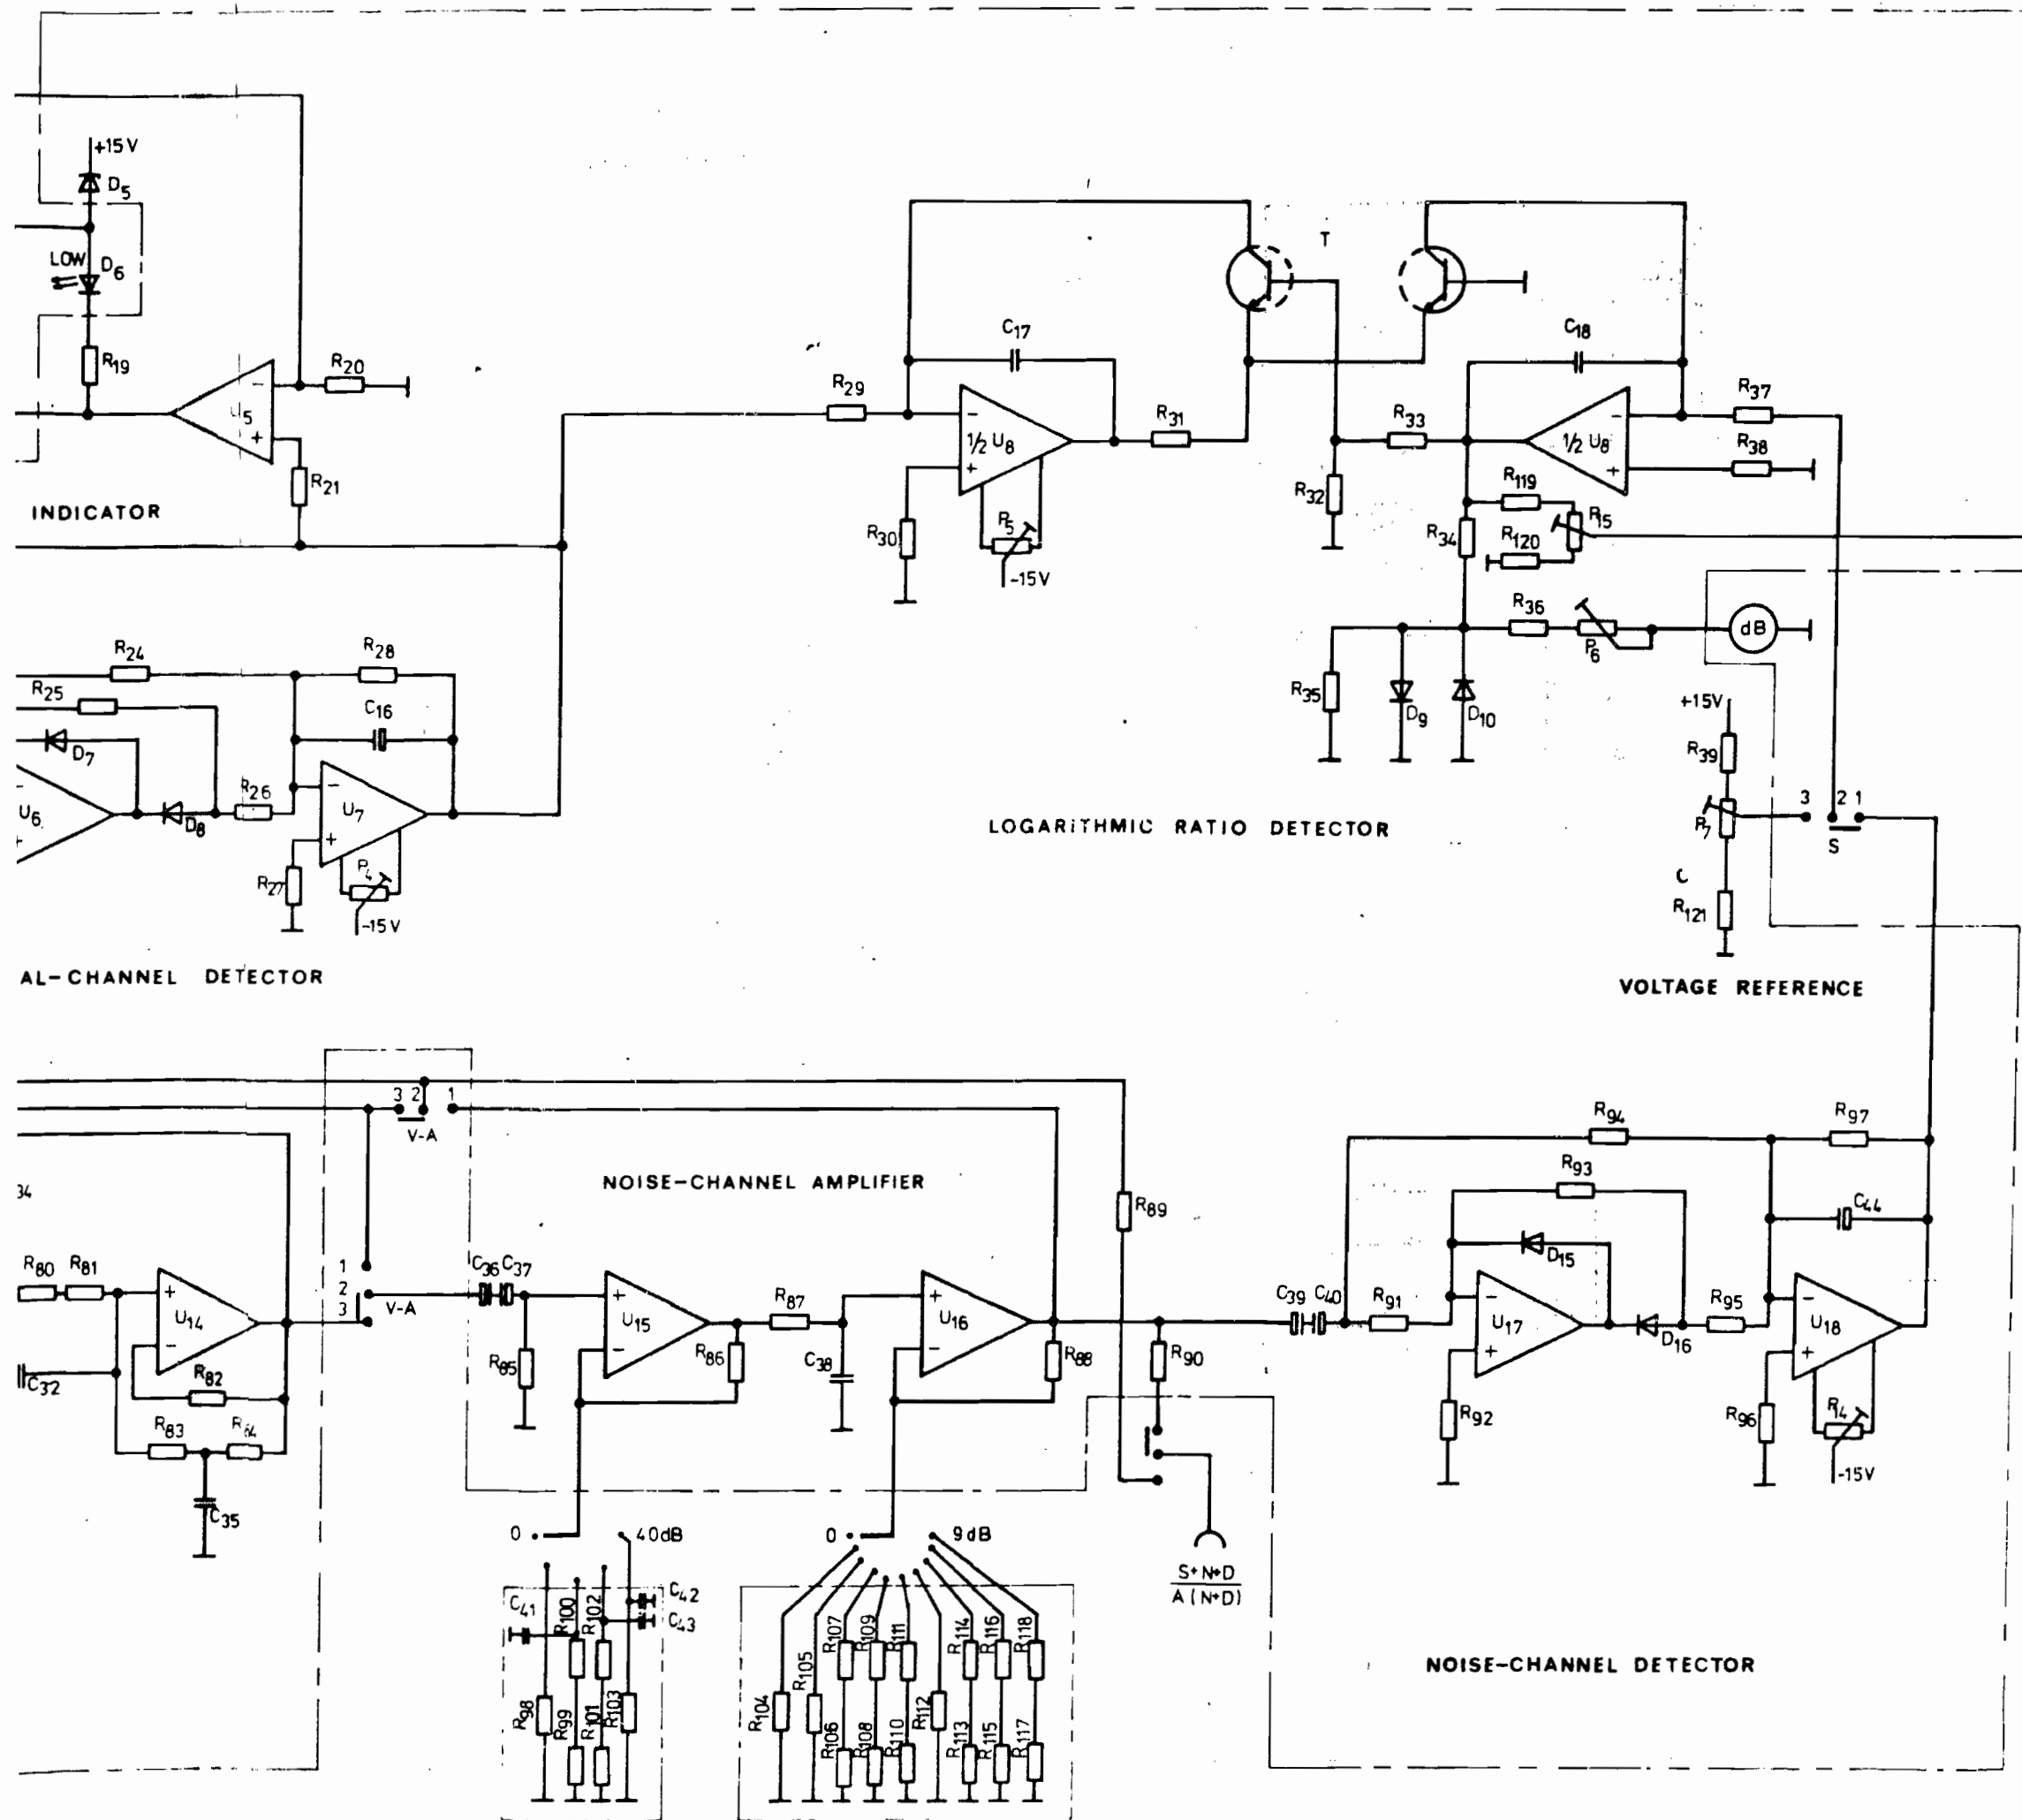 +15V
D5
LOW
D6
R19
U5
-
+
R20
R21
INDICATOR
T
C17
C18
R29
-
1/2 U8
+
R31
R33
-
1/2 U8
+
R37
R38
R30
P5
-15V
R32
R119
R15
R34
R120
R36
P6
dB
R35
D9
D10
+15V
R39
P7
3 2 1
S
R121
R24
R28
R25
C16
D7
U6
D8
R26
-
U7
+
R27
P4
-15V
LOGARITHMIC RATIO DETECTOR
AL-CHANNEL DETECTOR
VOLTAGE REFERENCE
3 2 1
V-A
NOISE-CHANNEL AMPLIFIER
34
R80 R81
+
U14
-
C32
R82
R83
R84
C35
1
2
3
V-A
C36 C37
+
U15
-
R85
R86
R87
C38
+
U16
-
R88
R89
R90
C39 C40
R94
R97
R93
C44
D15
R91
-
U17
+
D16
R95
-
U18
+
R92
R96
R14
-15V
0
40dB
0
9dB
S+N+D
A(N+D)
C41
C42
C43
R100
R102
R98
R99
R101
R103
R104
R105
R107
R109
R111
R114
R116
R118
R106
R108
R110
R112
R113
R115
R117
NOISE-CHANNEL DETECTOR